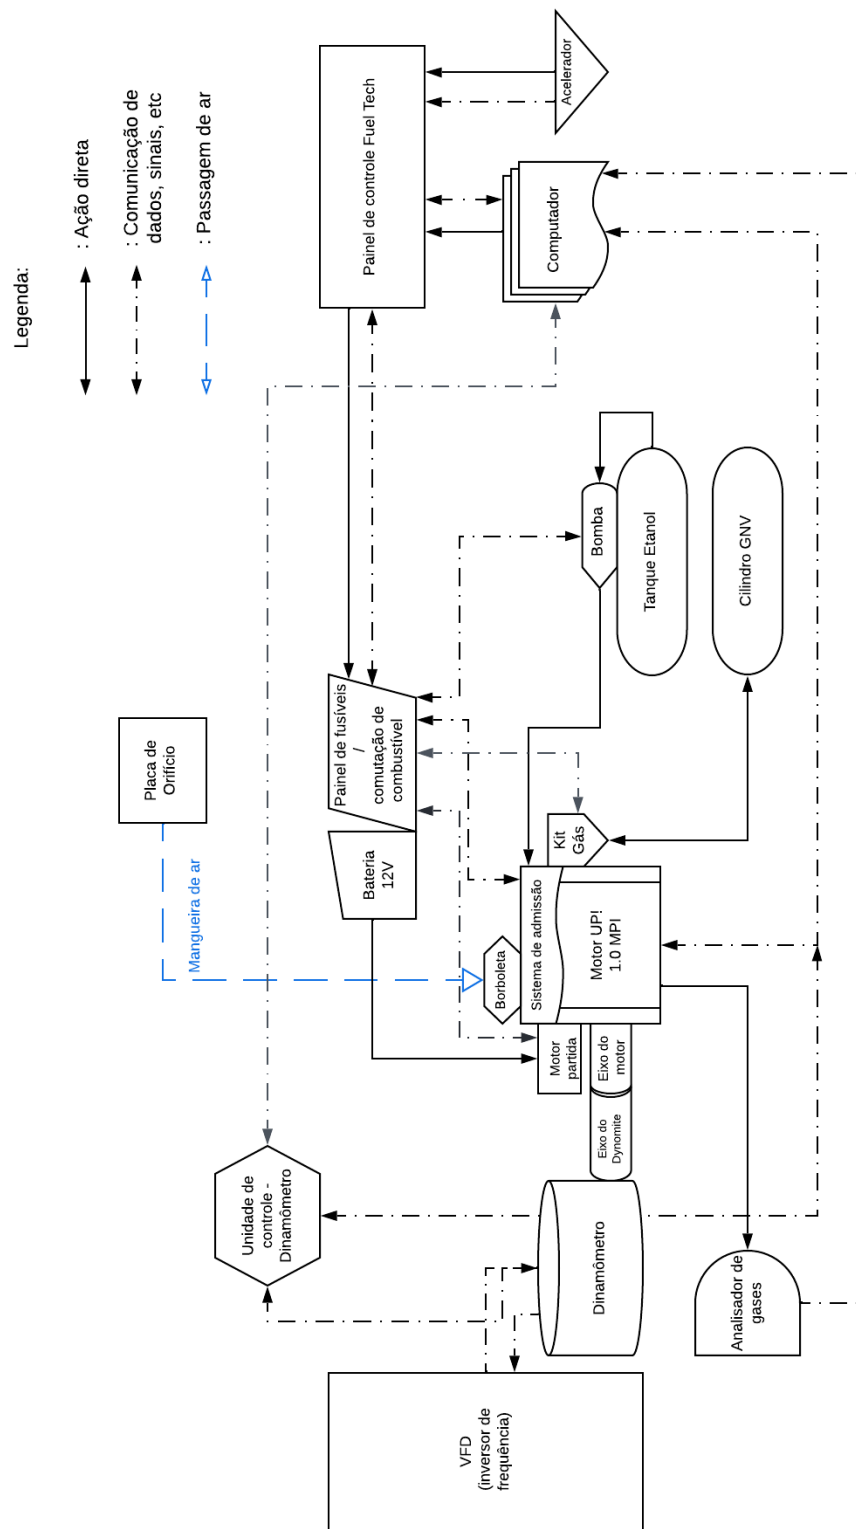 Legenda:
: Ação direta
: Comunicação de
dados, sinais, etc
: Passagem de ar
Painel de controle Fuel Tech
Acelerador
Computador
Bomba
Tanque Etanol
Cilindro GNV
Painel de fusíveis
/
comutação de
combustível
Placa de
Orifício
Bateria
12V
Kit
Gás
Mangueira de ar
Borboleta
Sistema de admissão
Motor UP!
1.0 MPI
Motor
partida
Eixo do
motor
Eixo do
Dynomite
Unidade de
controle -
Dinamômetro
Dinamômetro
Analisador de
gases
VFD
(inversor de
frequência)